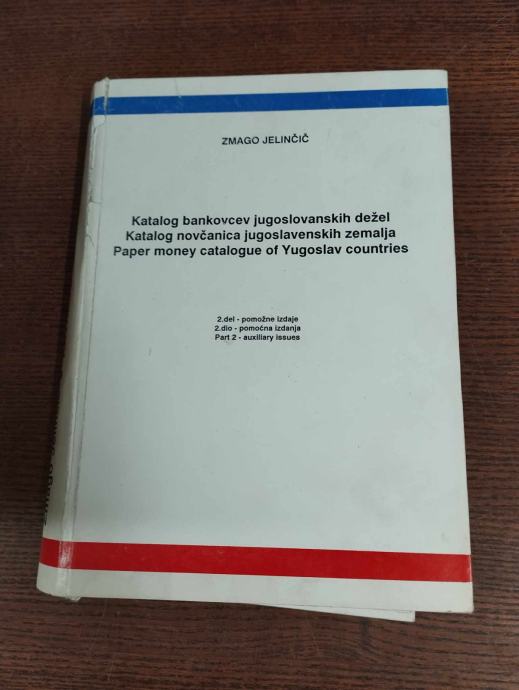 ZMAGO JELINČIČ
Katalog bankovcev jugoslovanskih dežel
Katalog novčanica jugoslavenskih zemalja
Paper money catalogue of Yugoslav countries
2.del - pomožne izdaje
2.dio - pomoćna izdanja
Part 2 - auxiliary issues